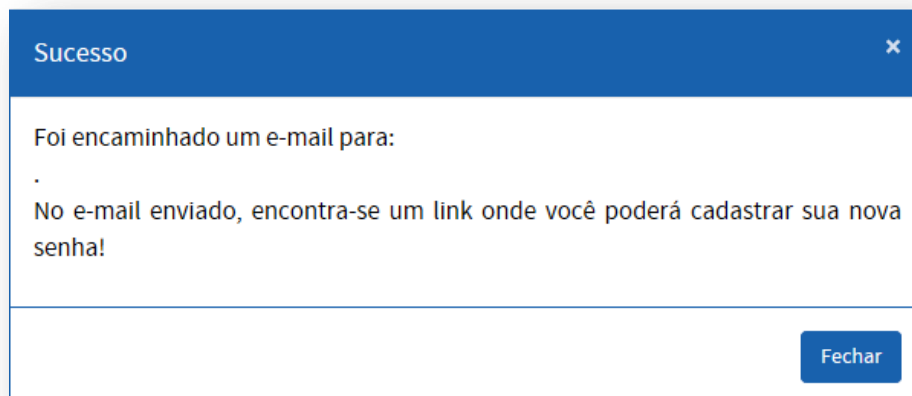 Sucesso ×
Foi encaminhado um e-mail para:
.
No e-mail enviado, encontra-se um link onde você poderá cadastrar sua nova
senha!
Fechar